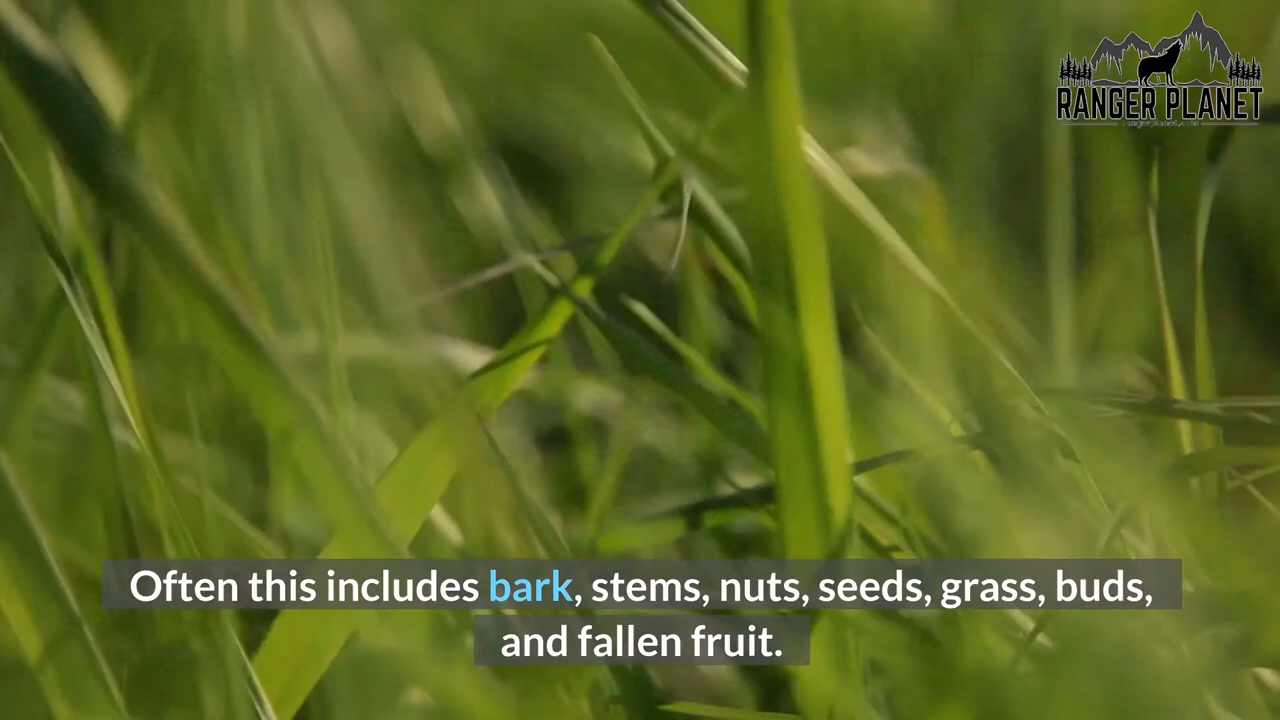 RANGER PLANET
Often this includes bark, stems, nuts, seeds, grass, buds,
and fallen fruit.